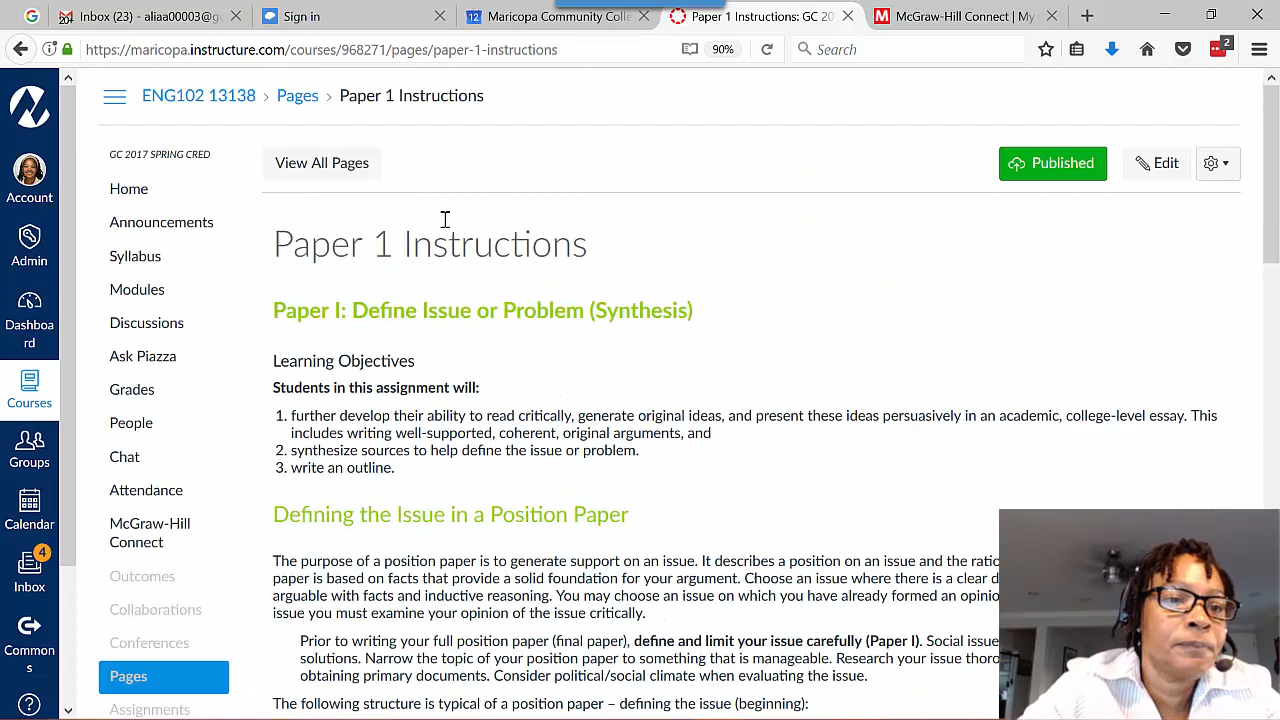 Inbox (23) - aliaa00003@g
Sign in
Maricopa Community Colle
Paper 1 Instructions: GC 20
McGraw-Hill Connect | My
https://maricopa.instructure.com/courses/968271/pages/paper-1-instructions
90%
Search
2
ENG102 13138 > Pages > Paper 1 Instructions
Account
Admin
Dashboa
rd
Courses
Groups
Calendar
4
Inbox
Common
s
GC 2017 SPRING CRED
Home
Announcements
Syllabus
Modules
Discussions
Ask Piazza
Grades
People
Chat
Attendance
McGraw-Hill
Connect
Outcomes
Collaborations
Conferences
Pages
Assignments
View All Pages
Published
Edit
Paper 1 Instructions
Paper I: Define Issue or Problem (Synthesis)
Learning Objectives
Students in this assignment will:
1. further develop their ability to read critically, generate original ideas, and present these ideas persuasively in an academic, college-level essay. This
includes writing well-supported, coherent, original arguments, and
2. synthesize sources to help define the issue or problem.
3. write an outline.
Defining the Issue in a Position Paper
The purpose of a position paper is to generate support on an issue. It describes a position on an issue and the ratio
paper is based on facts that provide a solid foundation for your argument. Choose an issue where there is a clear d
arguable with facts and inductive reasoning. You may choose an issue on which you have already formed an opinio
issue you must examine your opinion of the issue critically.
Prior to writing your full position paper (final paper), define and limit your issue carefully (Paper I). Social issue
solutions. Narrow the topic of your position paper to something that is manageable. Research your issue thoro
obtaining primary documents. Consider political/social climate when evaluating the issue.
The following structure is typical of a position paper – defining the issue (beginning):